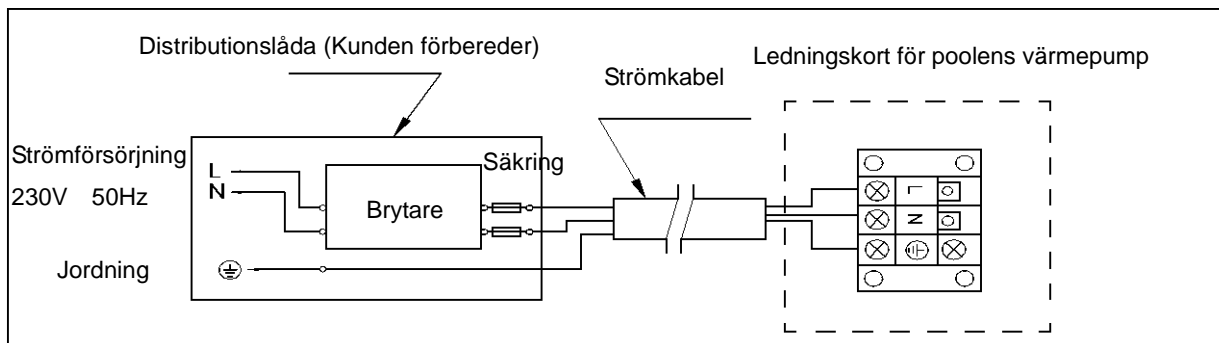 Distributionslåda (Kunden förbereder)
Strömkabel
Ledningskort för poolens värmepump
Strömförsörjning
230V 50Hz
L
N
Säkring
Brytare
Jordning
L
N